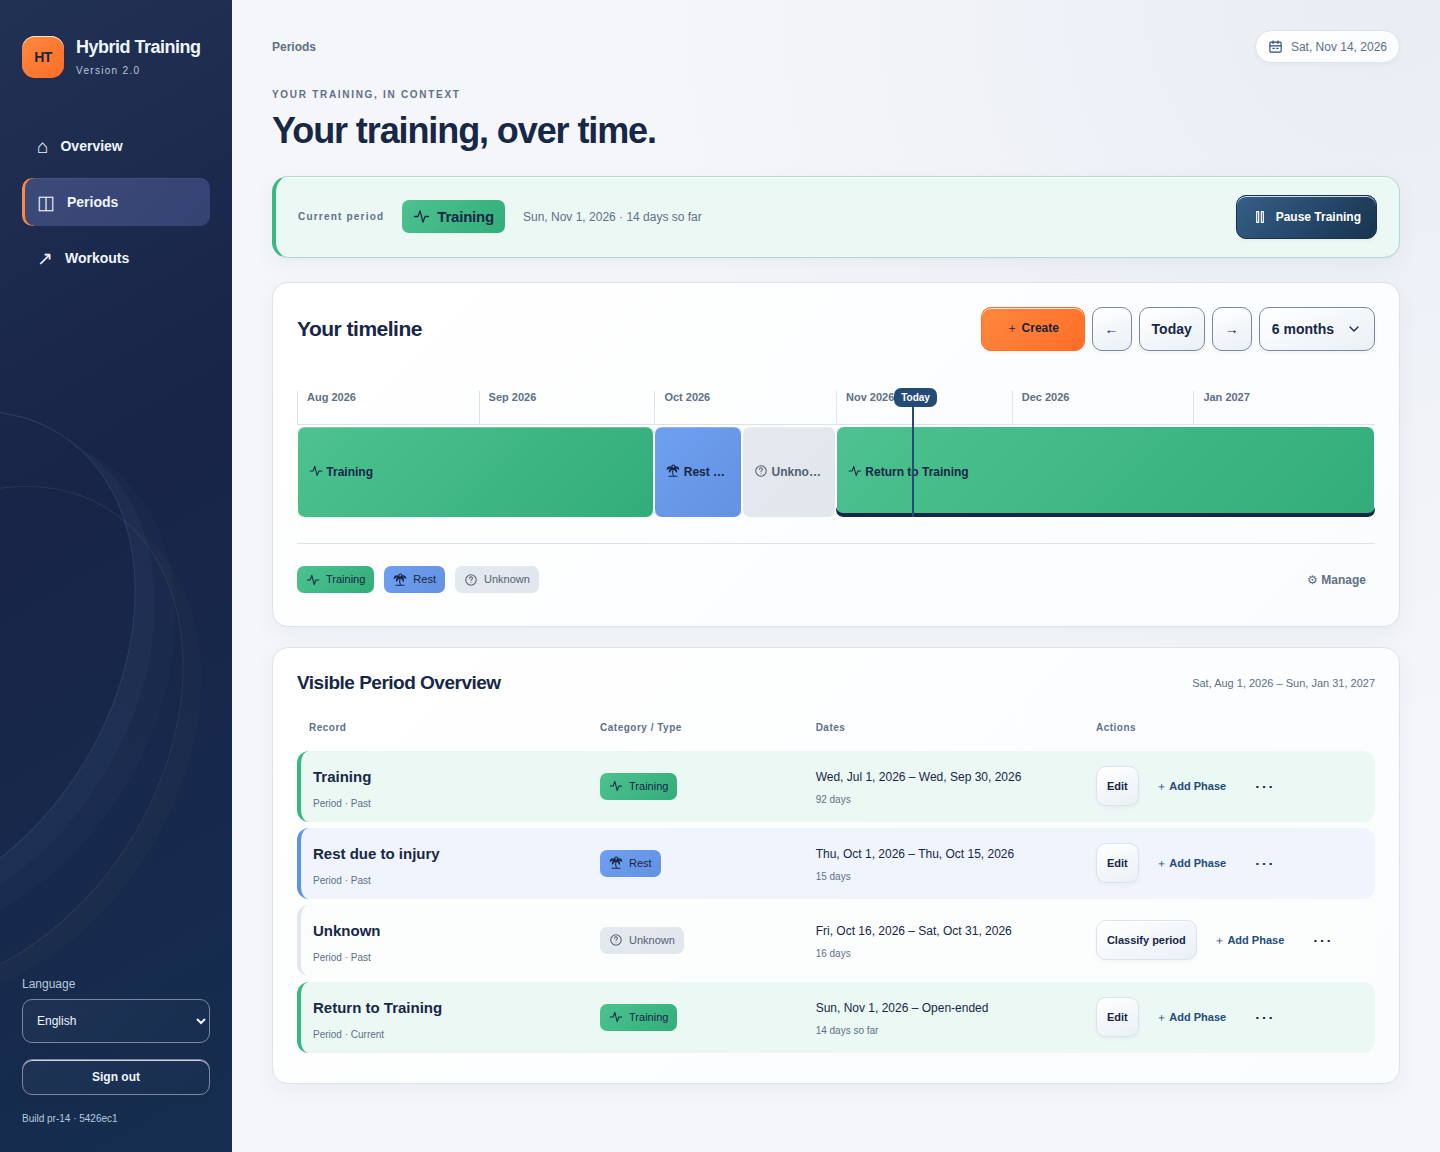 HT
Hybrid Training
Version 2.0
Overview
Periods
Workouts
Language
English
Sign out
Build pr-14 · 5426ec1
Periods
Sat, Nov 14, 2026
YOUR TRAINING, IN CONTEXT
Your training, over time.
Current period
Training
Sun, Nov 1, 2026 · 14 days so far
Pause Training
Your timeline
+ Create
←
Today
→
6 months
Aug 2026
Sep 2026
Oct 2026
Nov 2026
Today
Dec 2026
Jan 2027
Training
Rest ...
Unkno...
Return to Training
Training
Rest
Unknown
Manage
Visible Period Overview
Sat, Aug 1, 2026 – Sun, Jan 31, 2027
Record
Category / Type
Dates
Actions
Training
Period · Past
Training
Wed, Jul 1, 2026 – Wed, Sep 30, 2026
92 days
Edit
+ Add Phase
···
Rest due to injury
Period · Past
Rest
Thu, Oct 1, 2026 – Thu, Oct 15, 2026
15 days
Edit
+ Add Phase
···
Unknown
Period · Past
Unknown
Fri, Oct 16, 2026 – Sat, Oct 31, 2026
16 days
Classify period
+ Add Phase
···
Return to Training
Period · Current
Training
Sun, Nov 1, 2026 – Open-ended
14 days so far
Edit
+ Add Phase
···